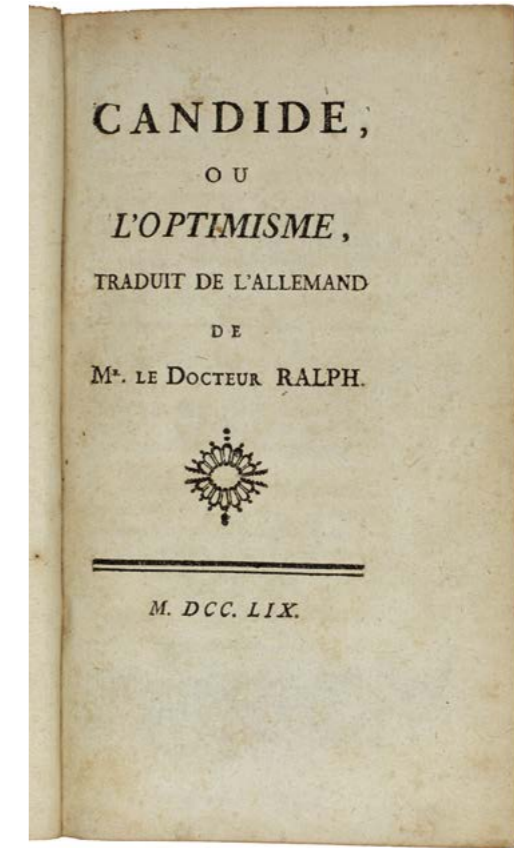 CANDIDE,
OU
L'OPTIMISME,
TRADUIT DE L'ALLEMAND
DE
Mr. LE DOCTEUR RALPH.
M. DCC. LIX.